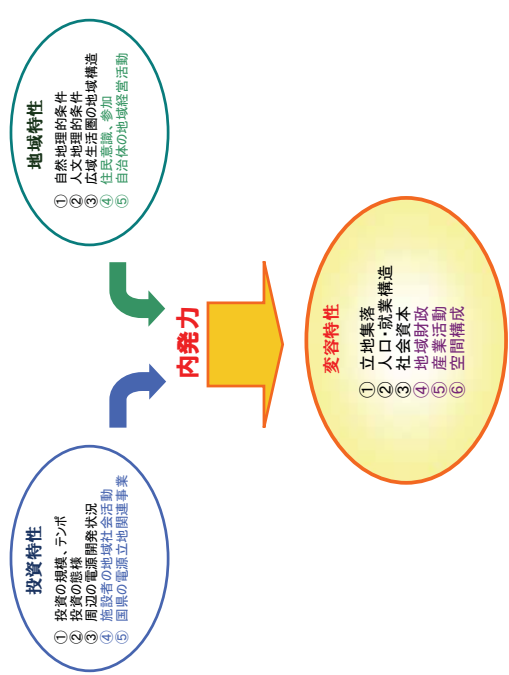 投資特性
① 投資の規模、テンポ
② 投資の態様
③ 周辺の電源開発状況
④ 施設者の地域社会活動
⑤ 国県の電源立地関連事業
地域特性
① 自然地理的条件
② 人文地理的条件
③ 広域生活圏の地域構造
④ 住民意識、参加
⑤ 自治体の地域経営活動
内発力
変容特性
① 立地集落
② 人口・就業構造
③ 社会資本
④ 地域財政
⑤ 産業活動
⑥ 空間構成